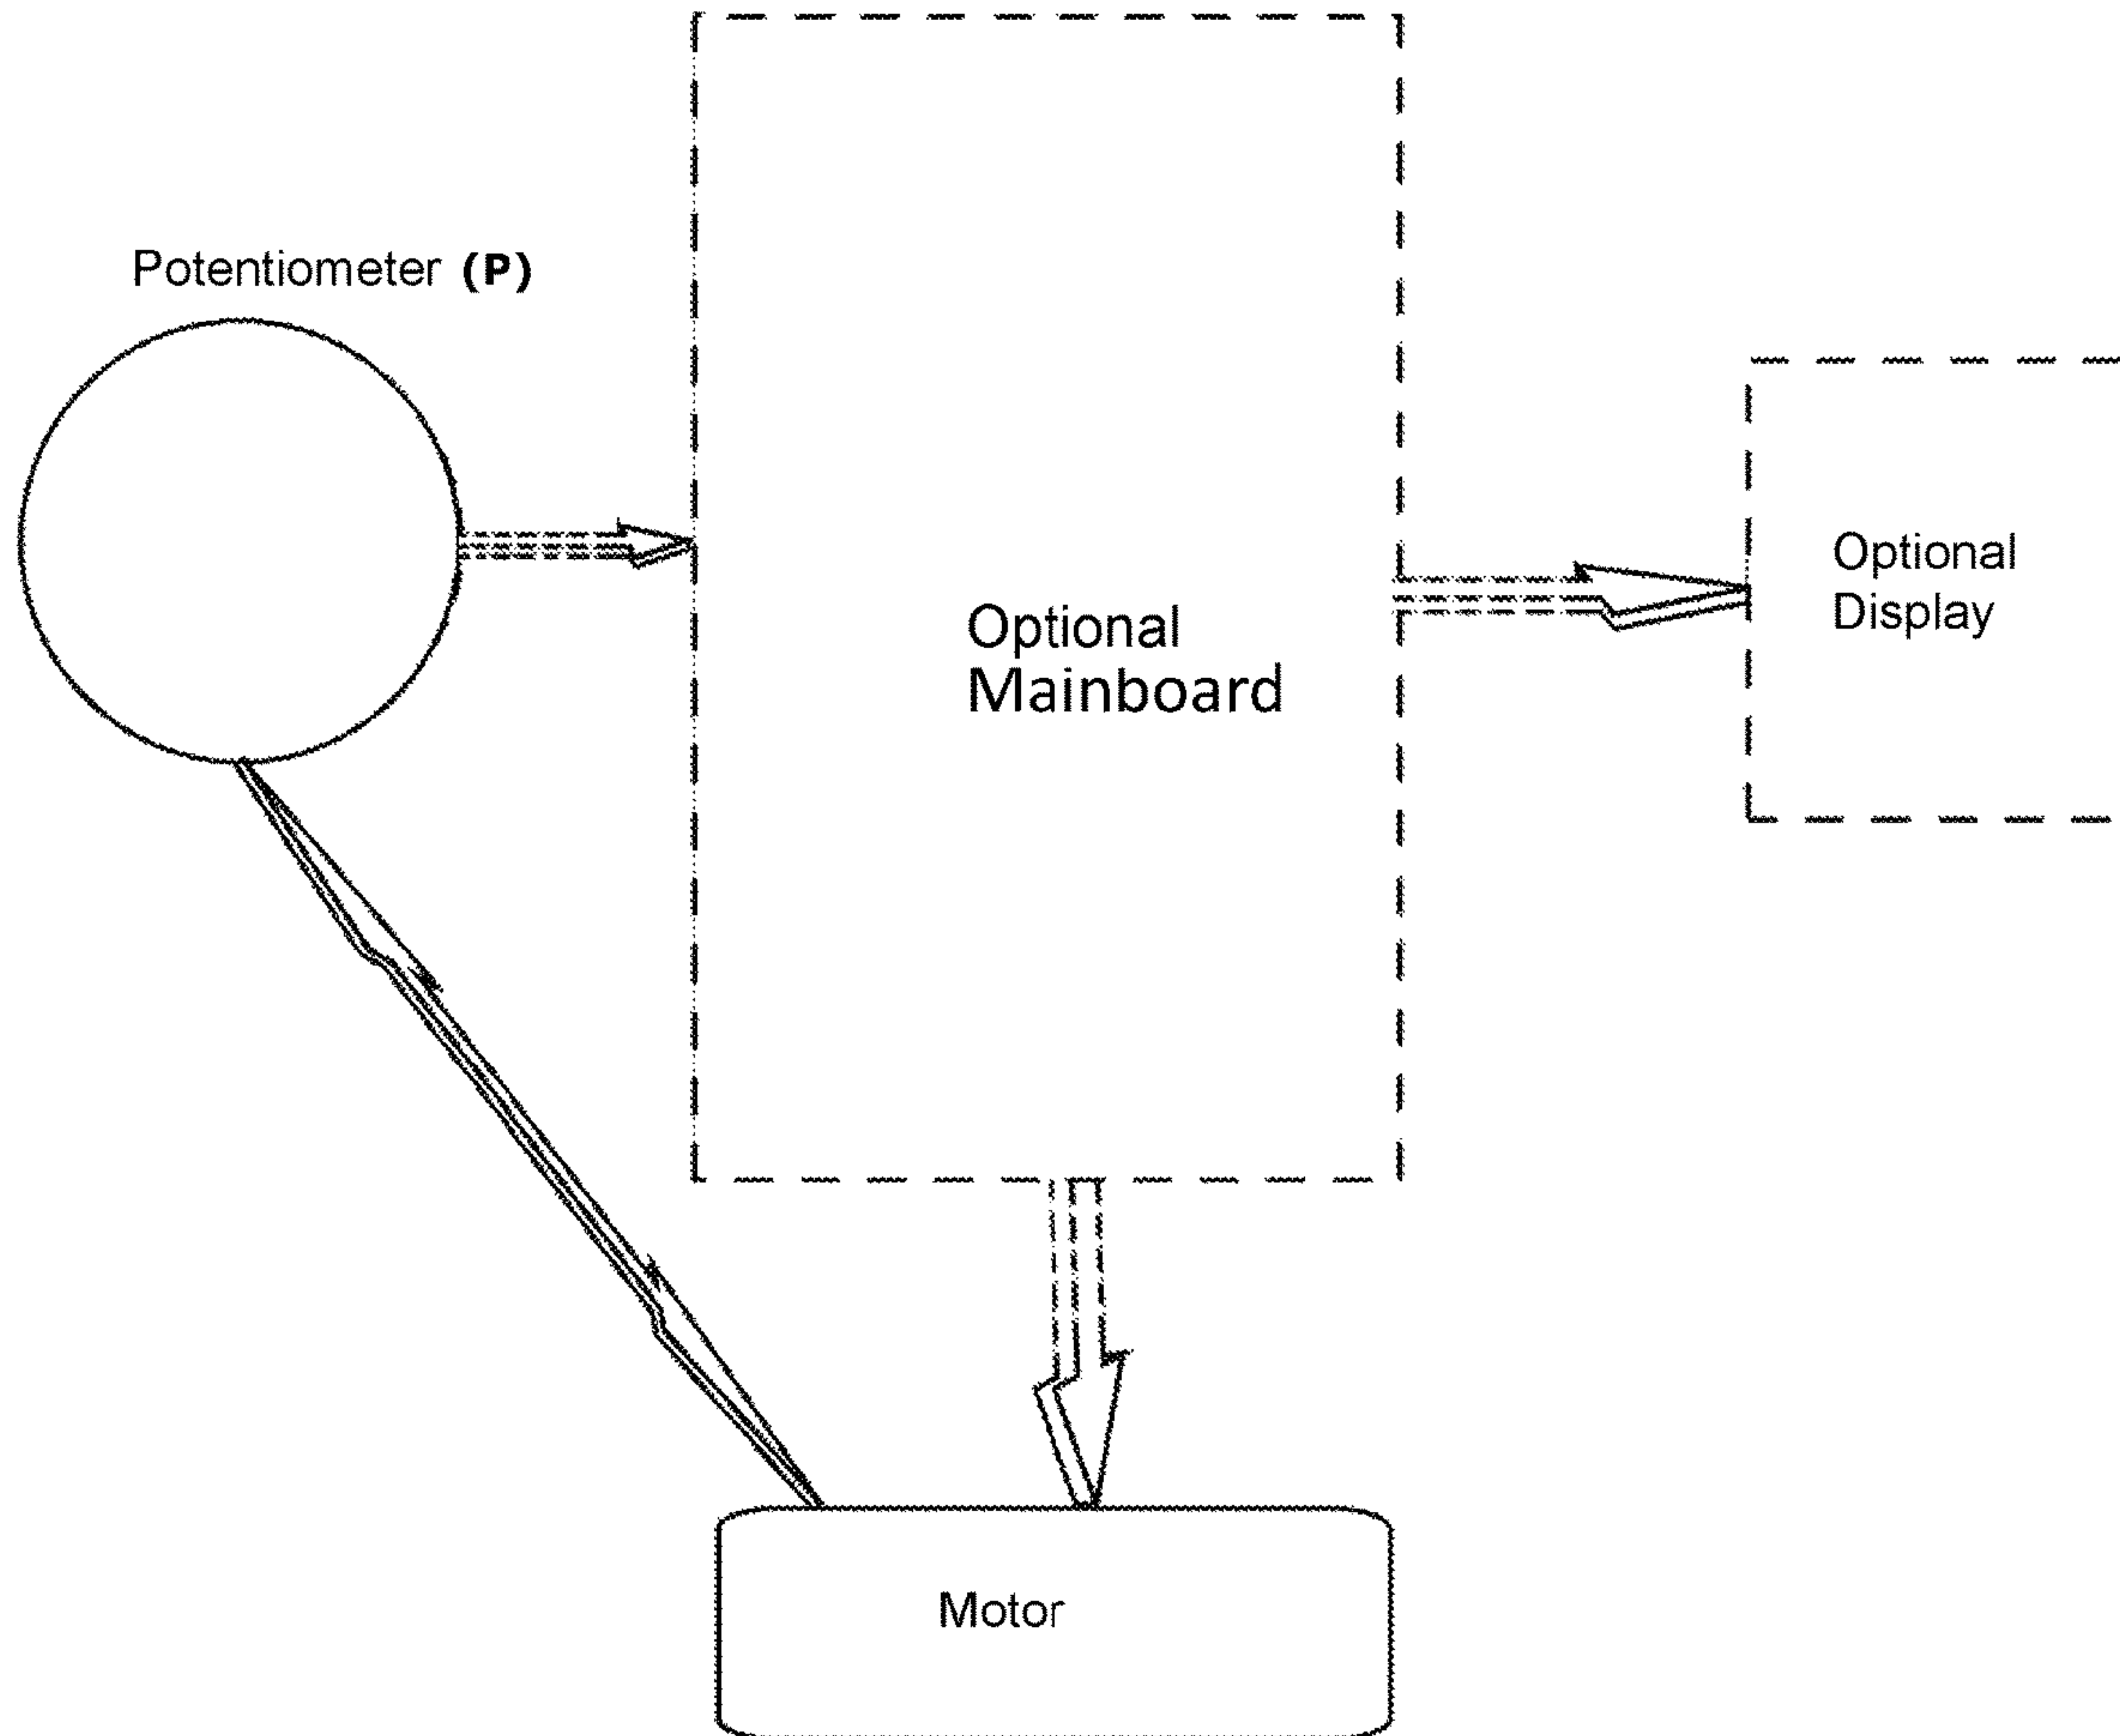 Potentiometer (P)
Optional
Mainboard
Optional
Display
Motor